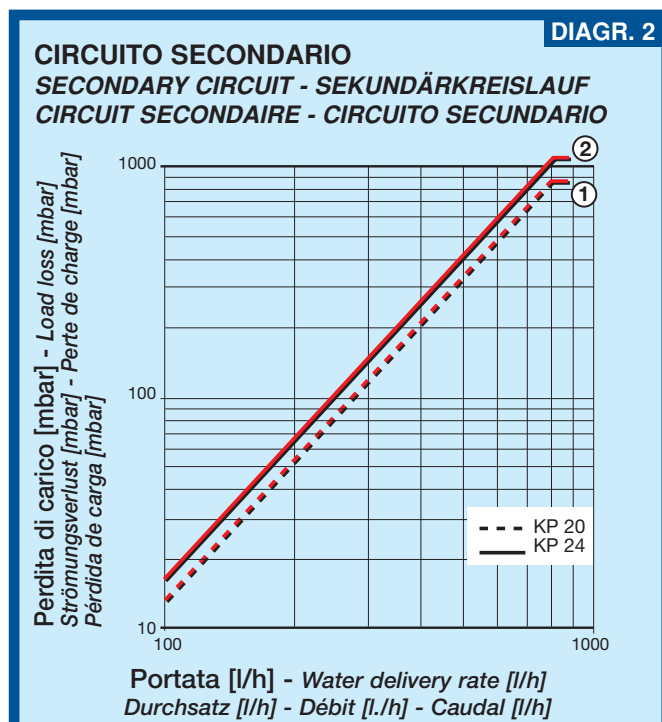 DIAGR. 2
CIRCUITO SECONDARIO
SECONDARY CIRCUIT - SEKUNDÄRKREISLAUF
CIRCUIT SECONDAIRE - CIRCUITO SECUNDARIO
Perdita di carico [mbar] - Load loss [mbar]
Strömungsverlust [mbar] - Perte de charge [mbar]
Pérdida de carga [mbar]
1000
100
10
2
1
KP 20
KP 24
100
1000
Portata [l/h] - Water delivery rate [l/h]
Durchsatz [l/h] - Débit [l./h] - Caudal [l/h]